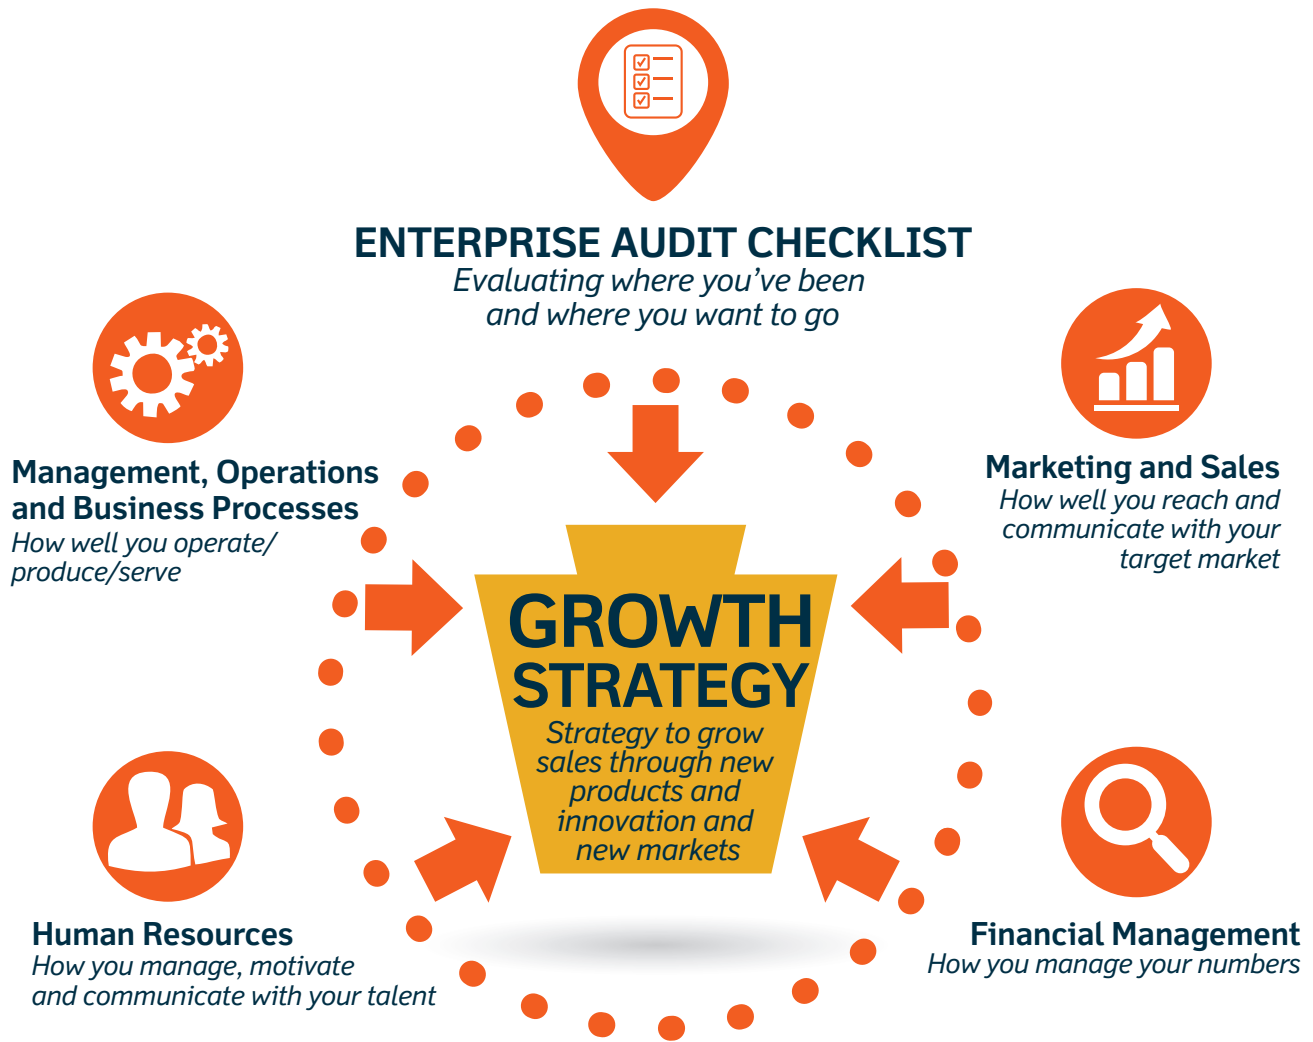 ENTERPRISE AUDIT CHECKLIST
Evaluating where you've been
and where you want to go
Management, Operations
and Business Processes
How well you operate/
produce/serve
Marketing and Sales
How well you reach and
communicate with your
target market
GROWTH
STRATEGY
Strategy to grow
sales through new
products and
innovation and
new markets
Human Resources
How you manage, motivate
and communicate with your talent
Financial Management
How you manage your numbers